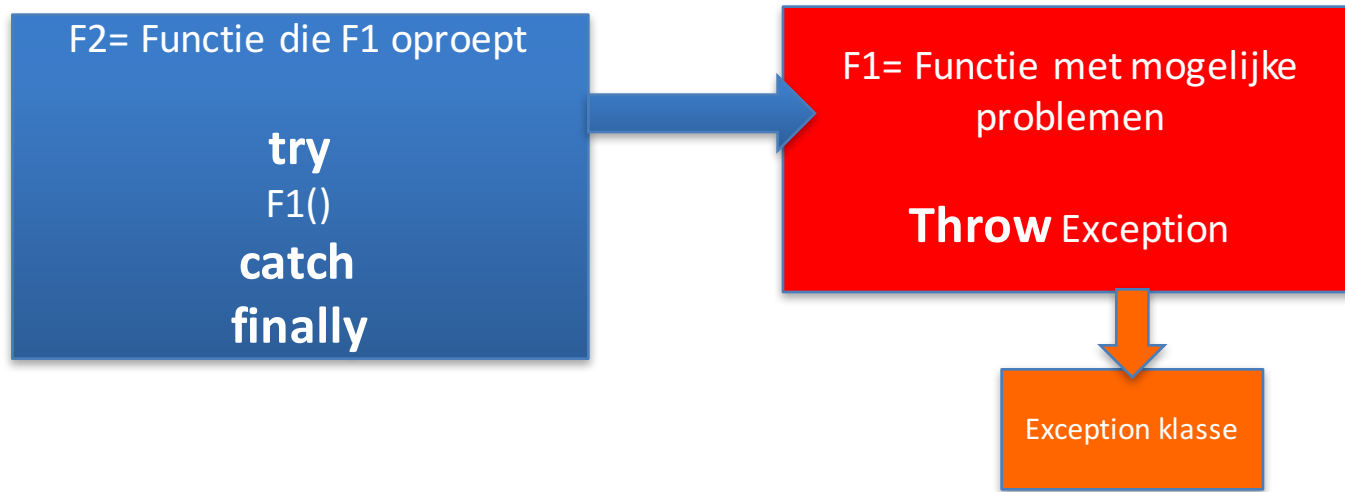 F2= Functie die F1 oproept
try
F1()
catch
finally
F1= Functie met mogelijke
problemen
Throw Exception
Exception klasse